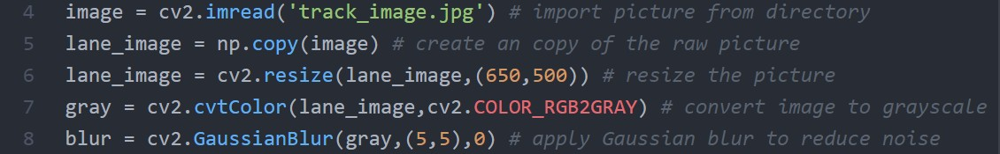 4 image = cv2.imread('track_image.jpg') # import picture from directory
5 lane_image = np.copy(image) # create an copy of the raw picture
6 lane_image = cv2.resize(lane_image,(650,500)) # resize the picture
7 gray = cv2.cvtColor(lane_image,cv2.COLOR_RGB2GRAY) # convert image to grayscale
8 blur = cv2.GaussianBlur(gray,(5,5),0) # apply Gaussian blur to reduce noise